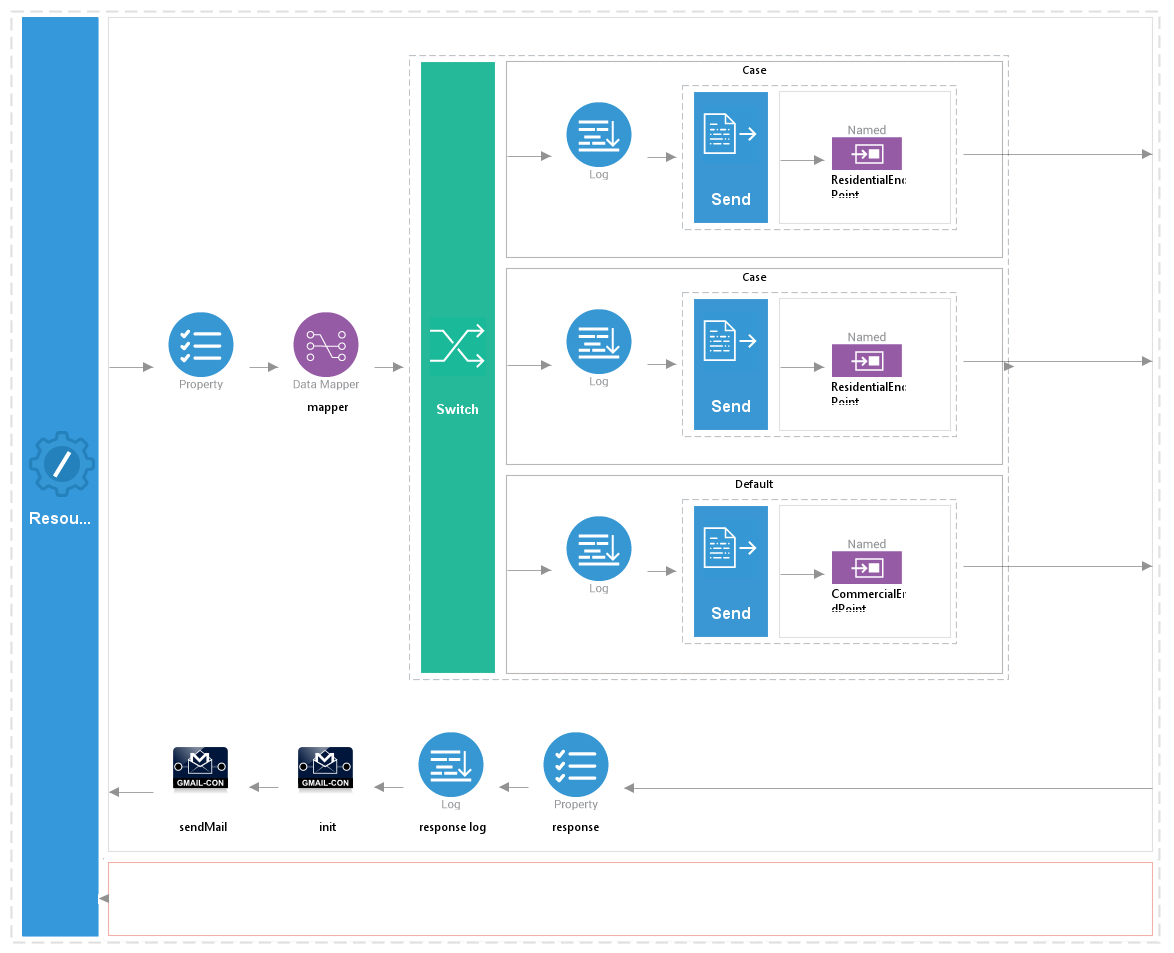 Case
Log
Send
Named
ResidentialEnd
Point
Case
Log
Send
Named
ResidentialEnd
Point
Property
Data Mapper
mapper
Switch
Resou...
Default
Log
Send
Named
CommercialEn
dPoint
GMAIL-CON
sendMail
GMAIL-CON
init
Log
response log
Property
response